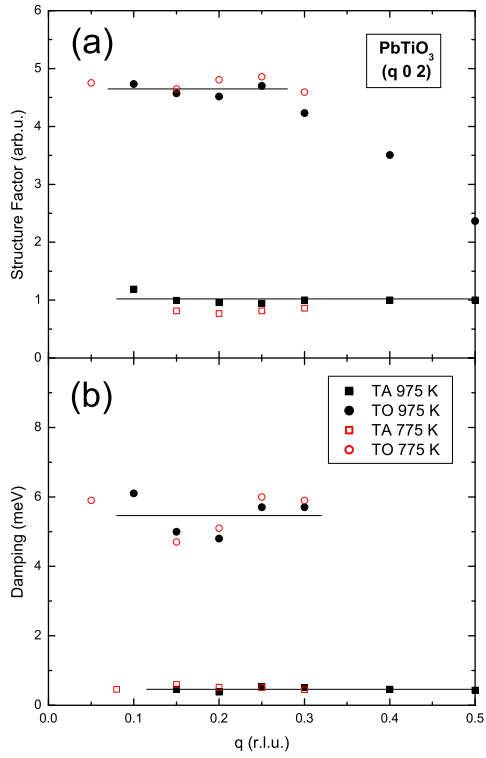 (a)
PbTiO3
(q 0 2)
6
5
4
3
2
1
0
Structure Factor (arb.u.)
(b)
TA 975 K
TO 975 K
TA 775 K
TO 775 K
8
6
4
2
0
Damping (meV)
0.0 0.1 0.2 0.3 0.4 0.5
q (r.l.u.)